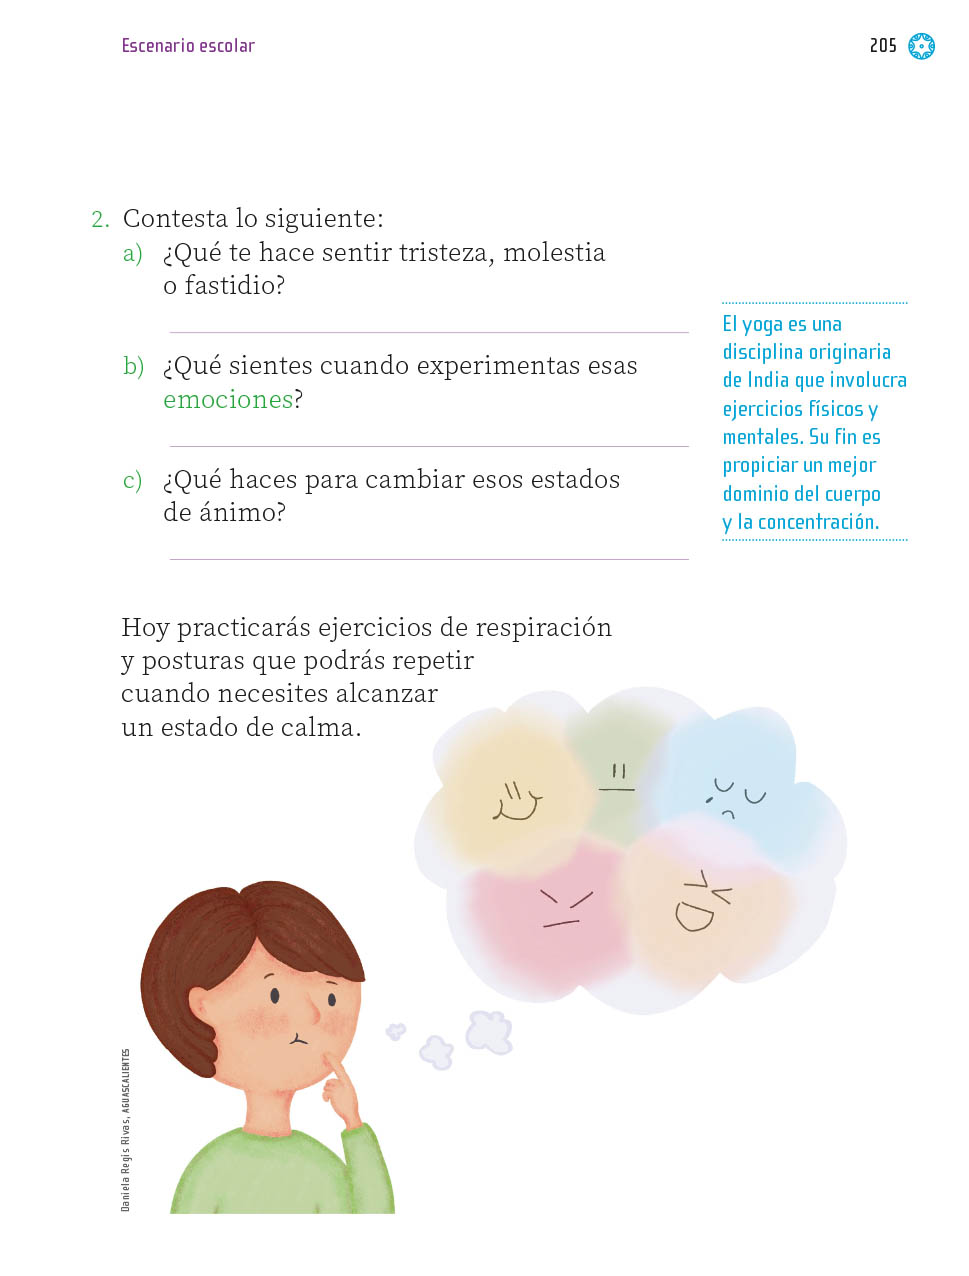 Escenario escolar
205
2. Contesta lo siguiente:
a) ¿Qué te hace sentir tristeza, molestia
o fastidio?
b) ¿Qué sientes cuando experimentas esas
emociones?
c) ¿Qué haces para cambiar esos estados
de ánimo?
El yoga es una
disciplina originaria
de India que involucra
ejercicios físicos y
mentales. Su fin es
propiciar un mejor
dominio del cuerpo
y la concentración.
Hoy practicarás ejercicios de respiración
y posturas que podrás repetir
cuando necesites alcanzar
un estado de calma.
Daniela Regis Rivas, AGUASCALIENTES